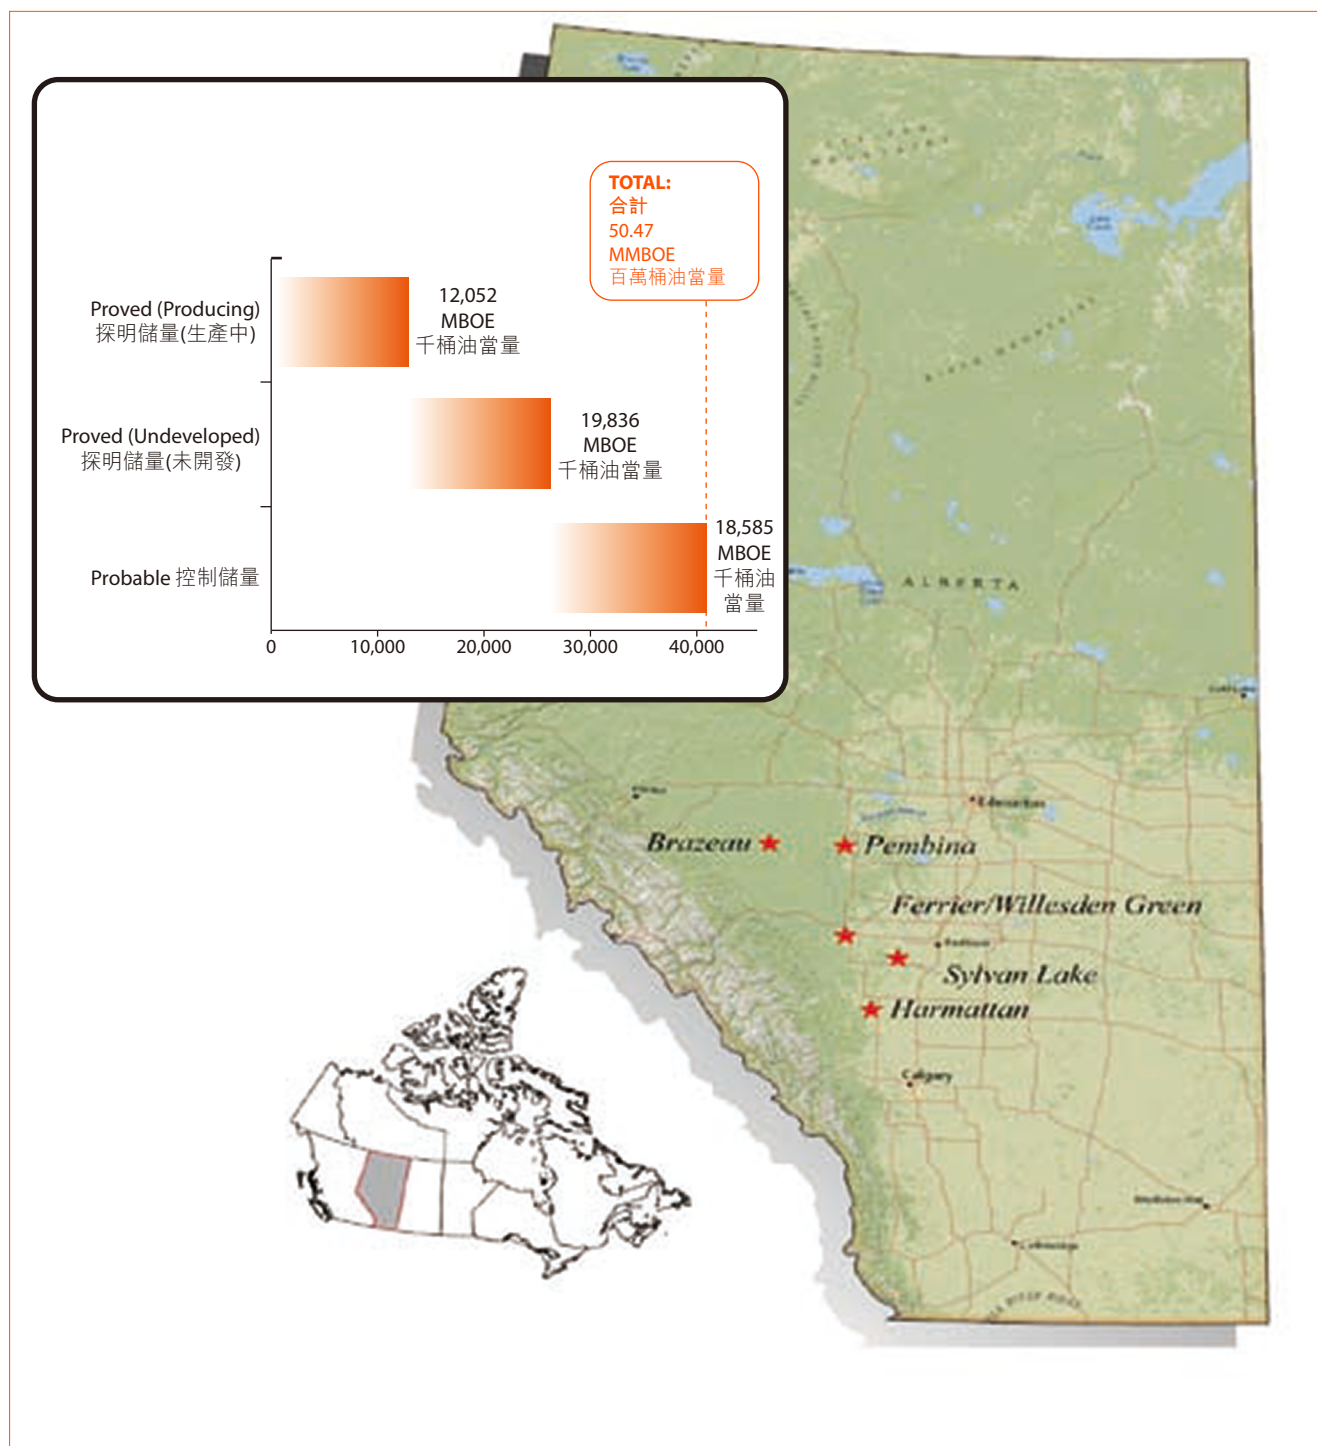 TOTAL:
合計
50.47
MMBOE
百萬桶油當量
Proved (Producing)
探明儲量(生產中)
12,052
MBOE
千桶油當量
Proved (Undeveloped)
探明儲量(未開發)
19,836
MBOE
千桶油當量
Probable 控制儲量
18,585
MBOE
千桶油
當量
0
10,000
20,000
30,000
40,000
ALBERTA
Edmonton
Brazeau
Pembina
Ferrier/Willesden Green
Sylvan Lake
Harmattan
Calgary